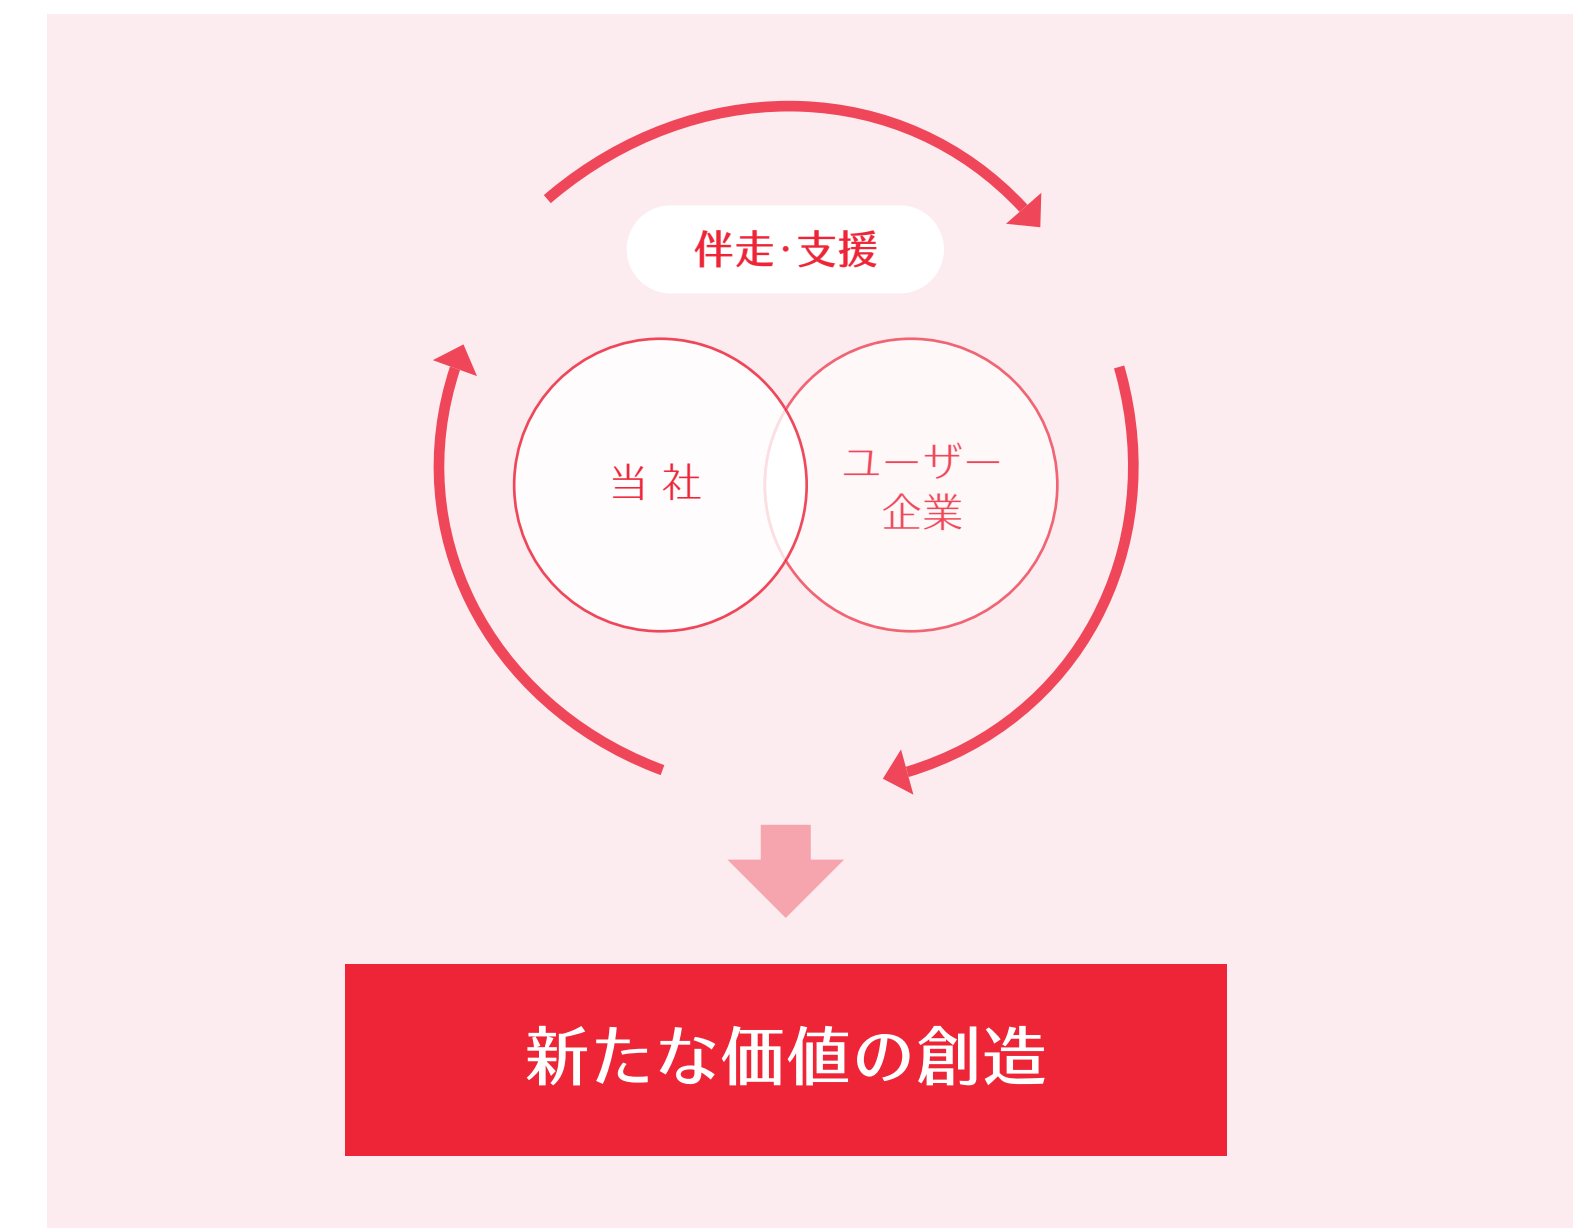 伴走・支援
当 社
ユーザー
企業
新たな価値の創造